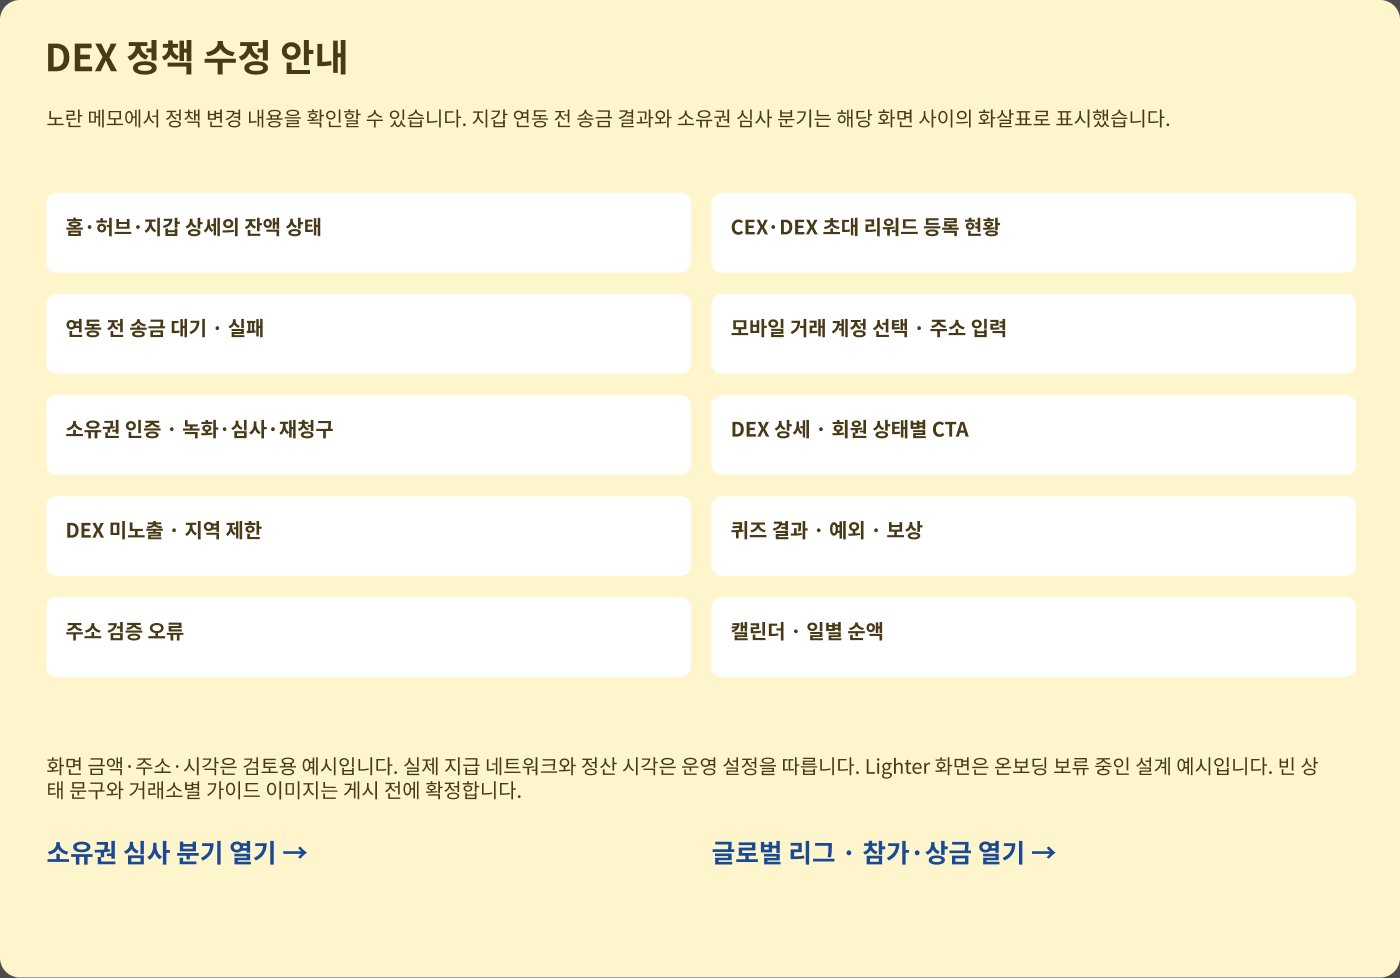 DEX 정책 수정 안내
노란 메모에서 정책 변경 내용을 확인할 수 있습니다. 지갑 연동 전 송금 결과와 소유권 심사 분기는 해당 화면 사이의 화살표로 표시했습니다.
홈·허브·지갑 상세의 잔액 상태
CEX·DEX 초대 리워드 등록 현황
연동 전 송금 대기 · 실패
모바일 거래 계정 선택 · 주소 입력
소유권 인증 · 녹화·심사·재청구
DEX 상세 · 회원 상태별 CTA
DEX 미노출 · 지역 제한
퀴즈 결과 · 예외 · 보상
주소 검증 오류
캘린더 · 일별 순액
화면 금액·주소·시각은 검토용 예시입니다. 실제 지급 네트워크와 정산 시각은 운영 설정을 따릅니다. Lighter 화면은 온보딩 보류 중인 설계 예시입니다. 빈 상
태 문구와 거래소별 가이드 이미지는 게시 전에 확정합니다.
소유권 심사 분기 열기 →
글로벌 리그 · 참가·상금 열기 →